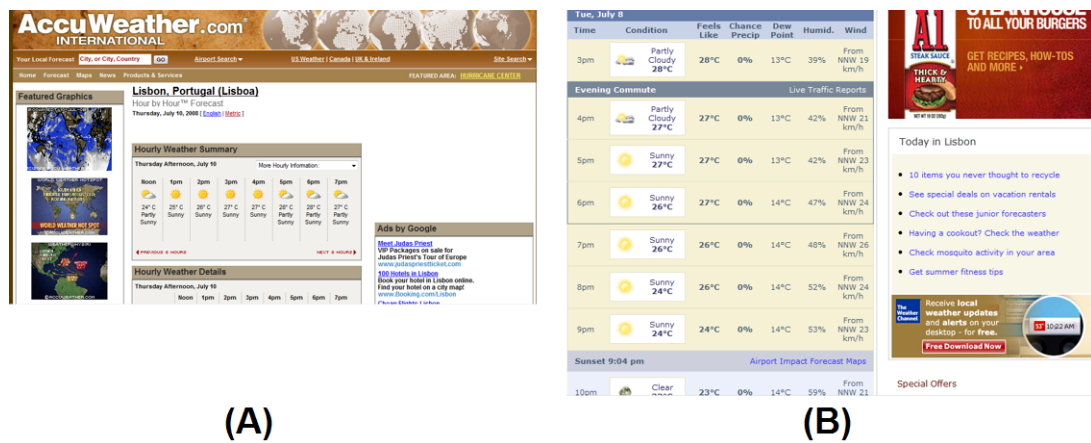 AccuWeather.com
INTERNATIONAL
Your Local Forecast City, or City, Country GO Airport Search US Weather | Canada | UK & Ireland Site Search
Home Forecast Maps News Products & Services FEATURED AREA: HURRICANE CENTER
Featured Graphics
WORLD WEATHER HOT SPOT
Lisbon, Portugal (Lisboa)
Hour by Hour™ Forecast
Thursday, July 10, 2008 [ English | Metric ]
Hourly Weather Summary
Thursday Afternoon, July 10 More Hourly Information:
Noon 1pm 2pm 3pm 4pm 5pm 6pm 7pm
24° C 25° C 26° C 27° C 27° C 28° C 28° C 27° C
Partly Sunny Sunny Sunny Sunny Partly Partly Partly
Sunny Sunny Sunny Sunny
PREVIOUS 8 HOURS NEXT 8 HOURS
Hourly Weather Details
Thursday Afternoon, July 10
Noon 1pm 2pm 3pm 4pm 5pm 6pm 7pm
Ads by Google
Meet Judas Priest
VIP Packages on sale for
Judas Priest's Tour of Europe
www.judaspriestticket.com
100 Hotels in Lisbon
Book your hotel in Lisbon online.
Find your hotel on a city map!
www.Booking.com/Lisbon
Cheap Flights Lisbon
(A)
Tue, July 8
Time Condition Feels Like Chance Precip Dew Point Humid. Wind
3pm Partly Cloudy 28°C 28°C 0% 13°C 39% From NNW 19 km/h
Evening Commute Live Traffic Reports
4pm Partly Cloudy 27°C 27°C 0% 13°C 42% From NNW 21 km/h
5pm Sunny 27°C 27°C 0% 13°C 42% From NNW 23 km/h
6pm Sunny 26°C 27°C 0% 14°C 47% From NNW 24 km/h
7pm Sunny 26°C 26°C 0% 14°C 48% From NNW 26 km/h
8pm Sunny 24°C 26°C 0% 14°C 52% From NNW 24 km/h
9pm Sunny 24°C 24°C 0% 14°C 53% From NNW 23 km/h
Sunset 9:04 pm Airport Impact Forecast Maps
10pm Clear 23°C 0% 14°C 59% From NNW 21
A.1.
STEAK SAUCE
THICK & HEARTY
STEAKHOUSE
TO ALL YOUR BURGERS
GET RECIPES, HOW-TOS
AND MORE
Today in Lisbon
10 items you never thought to recycle
See special deals on vacation rentals
Check out these junior forecasters
Having a cookout? Check the weather
Check mosquito activity in your area
Get summer fitness tips
The Weather Channel
Receive local
weather updates
and alerts on your
desktop - for free.
Free Download Now
53° 10:22 AM
Special Offers
(B)